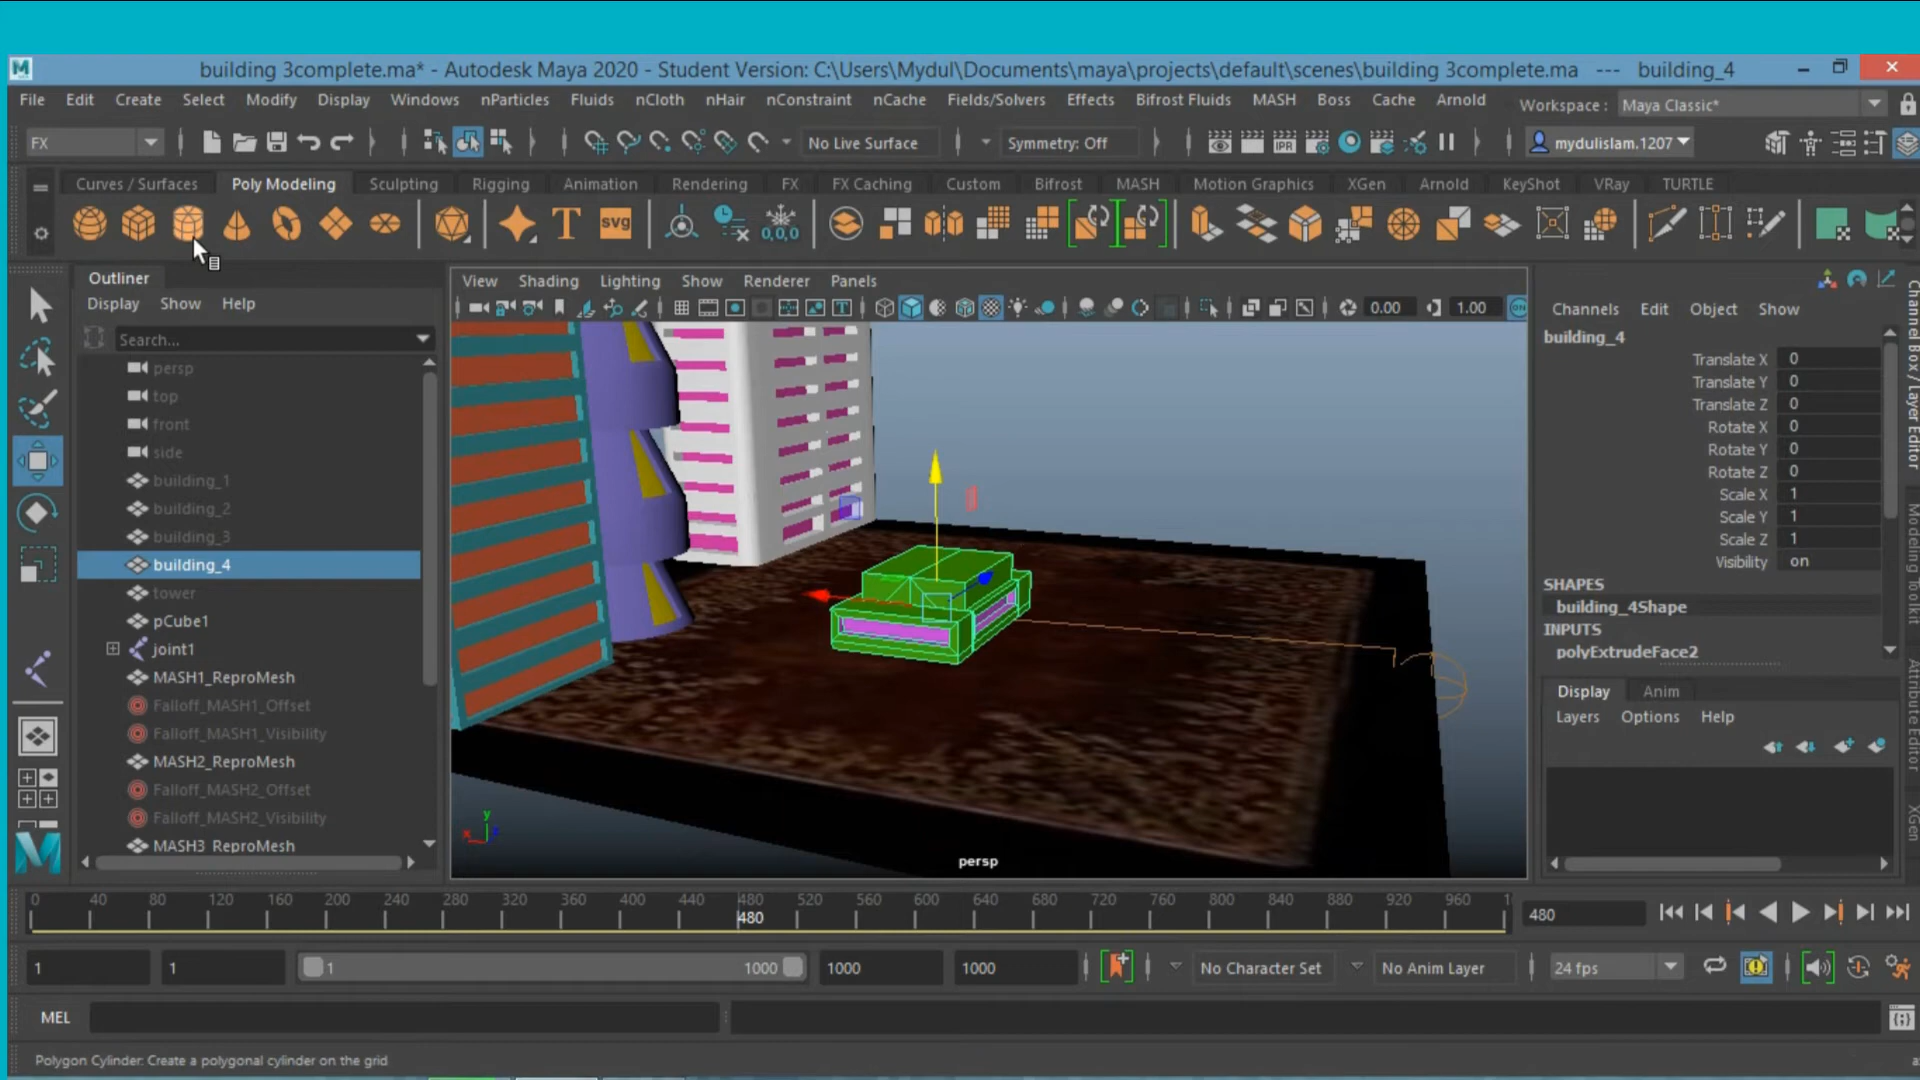 building 3complete.ma* - Autodesk Maya 2020 - Student Version: C:\Users\Mydul\Documents\maya\projects\default\scenes\building 3complete.ma --- building_4
File Edit Create Select Modify Display Windows nParticles Fluids nCloth nHair nConstraint nCache Fields/Solvers Effects Bifrost Fluids MASH Boss Cache Arnold Workspace : Maya Classic*
FX No Live Surface Symmetry: Off IPR mydulislam.1207
Curves / Surfaces Poly Modeling Sculpting Rigging Animation Rendering FX FX Caching Custom Bifrost MASH Motion Graphics XGen Arnold KeyShot VRay TURTLE
T svg 0,0,0
Outliner
Display Show Help
Search...
persp
top
front
side
building_1
building_2
building_3
building_4
tower
pCube1
joint1
MASH1_ReproMesh
Falloff_MASH1_Offset
Falloff_MASH1_Visibility
MASH2_ReproMesh
Falloff_MASH2_Offset
Falloff_MASH2_Visibility
MASH3_ReproMesh
View Shading Lighting Show Renderer Panels
0.00 1.00 ON
y
x
z
persp
Channels Edit Object Show
building_4
Translate X 0
Translate Y 0
Translate Z 0
Rotate X 0
Rotate Y 0
Rotate Z 0
Scale X 1
Scale Y 1
Scale Z 1
Visibility on
SHAPES
building_4Shape
INPUTS
polyExtrudeFace2
Display Anim
Layers Options Help
Channel Box / Layer Editor
Modeling Toolkit
Attribute Editor
XGen
0 40 80 120 160 200 240 280 320 360 400 440 480 520 560 600 640 680 720 760 800 840 880 920 960 1
480
480
1 1 1 1000 1000 1000 No Character Set No Anim Layer 24 fps
MEL
Polygon Cylinder: Create a polygonal cylinder on the grid